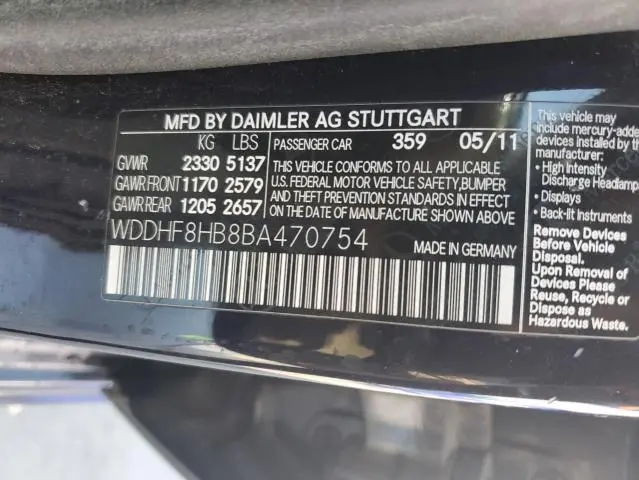 MFD BY DAIMLER AG STUTTGART
KG LBS
GVWR 2330 5137
GAWR FRONT 1170 2579
GAWR REAR 1205 2657
PASSENGER CAR 359 05/11
THIS VEHICLE CONFORMS TO ALL APPLICABLE
U.S. FEDERAL MOTOR VEHICLE SAFETY, BUMPER
AND THEFT PREVENTION STANDARDS IN EFFECT
ON THE DATE OF MANUFACTURE SHOWN ABOVE
WDDHF8HB8BA470754
MADE IN GERMANY
This vehicle may
include mercury-added
devices installed by the
manufacturer:
• High Intensity
Discharge Headlamp
• Displays
• Back-lit Instruments
Remove Devices
Before Vehicle
Disposal.
Upon Removal of
Devices Please
Reuse, Recycle or
Dispose as
Hazardous Waste.